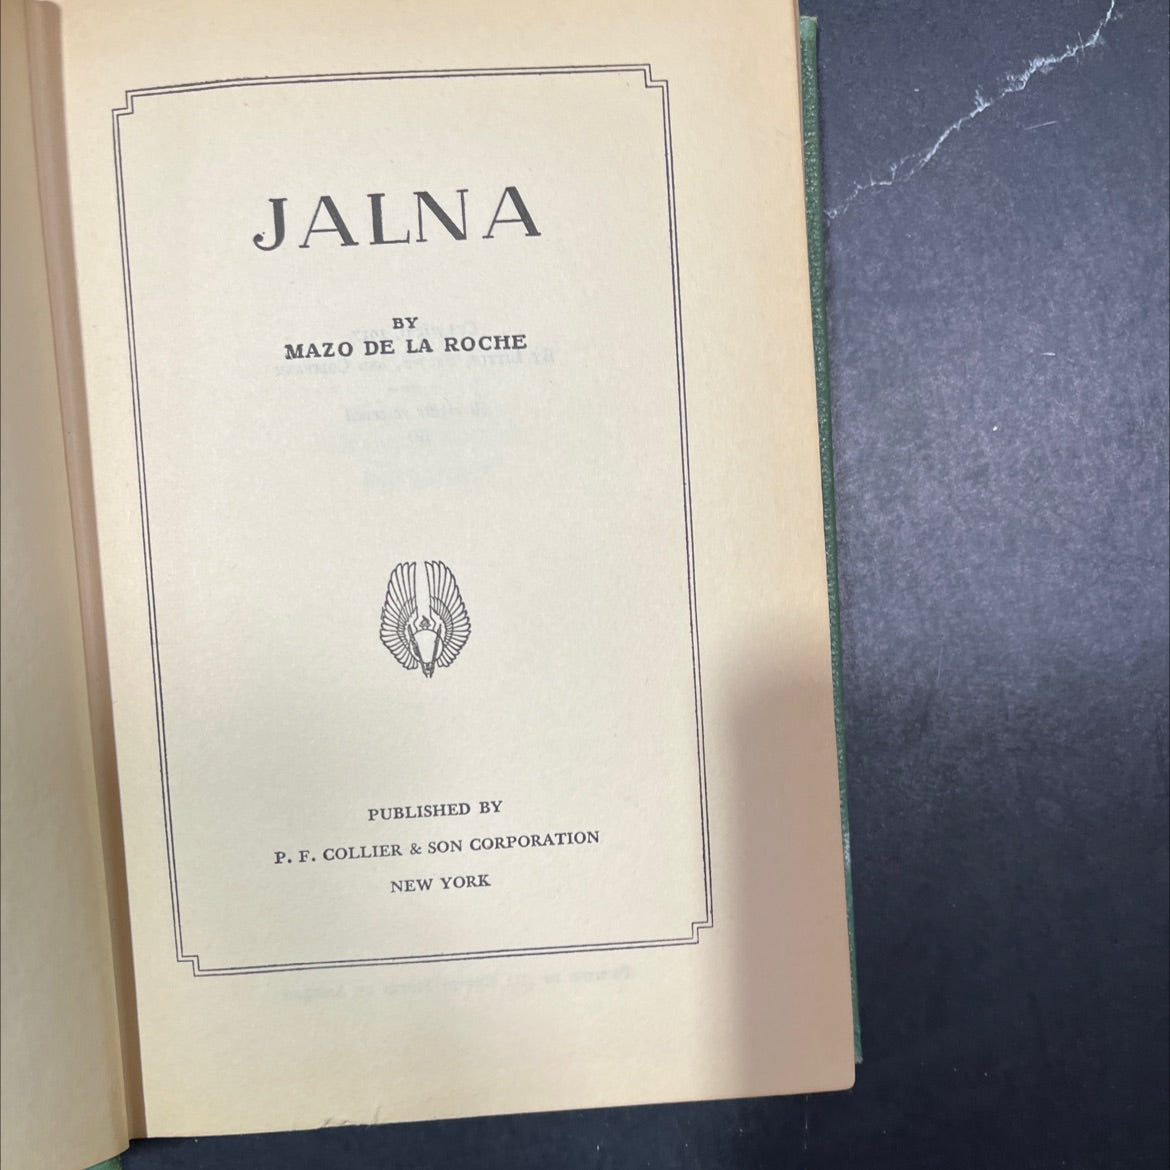 JALNA
BY
MAZO DE LA ROCHE
PUBLISHED BY
P. F. COLLIER & SON CORPORATION
NEW YORK